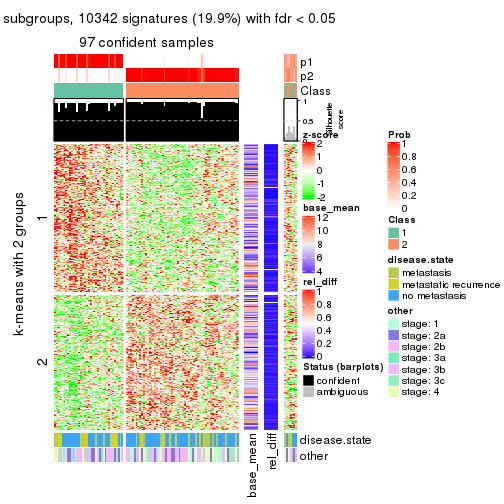 subgroups, 10342 signatures (19.9%) with fdr < 0.05
97 confident samples
p1
p2
Class
1
0.5
0
Silhouette
score
k-means with 2 groups
1
2
z-score
2
1
0
-1
-2
base_mean
12
10
8
6
4
rel_diff
1
0.8
0.6
0.4
0.2
0
Status (barplots)
confident
ambiguous
Prob
1
0.8
0.6
0.4
0.2
0
Class
1
2
disease.state
metastasis
metastatic recurrence
no metastasis
other
stage: 1
stage: 2a
stage: 2b
stage: 3a
stage: 3b
stage: 3c
stage: 4
disease.state
other
base_mean
rel_diff